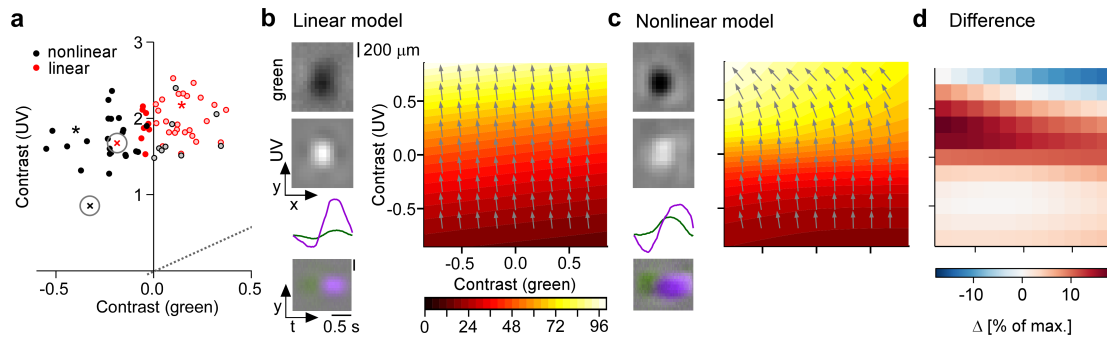 a
nonlinear
linear
3
2
1
-0.5
0.0
0.5
Contrast (UV)
Contrast (green)
b Linear model
green
200 μm
UV
y
x
y
t
0.5 s
Contrast (UV)
0.5
0.0
-0.5
-0.5 0.0 0.5
Contrast (green)
0 24 48 72 96
c Nonlinear model
d Difference
-10 0 10
Δ [% of max.]